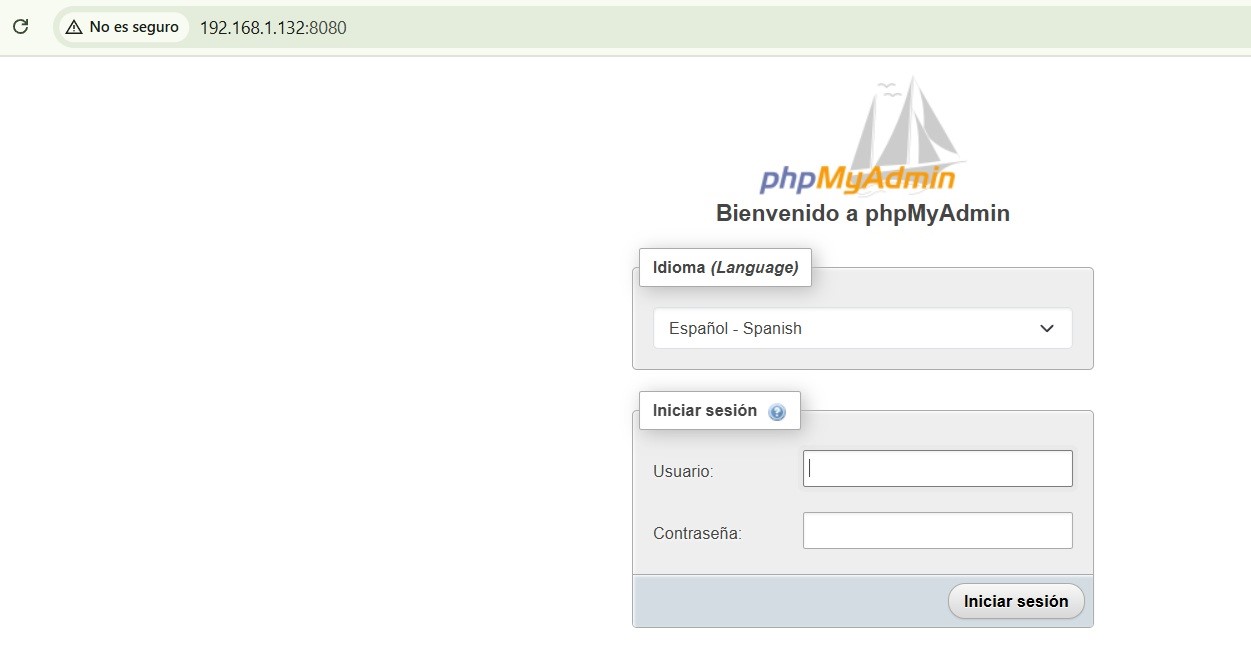 No es seguro 192.168.1.132:8080
phpMyAdmin
Bienvenido a phpMyAdmin
Idioma (Language)
Español - Spanish
Iniciar sesión
Usuario:
Contraseña:
Iniciar sesión